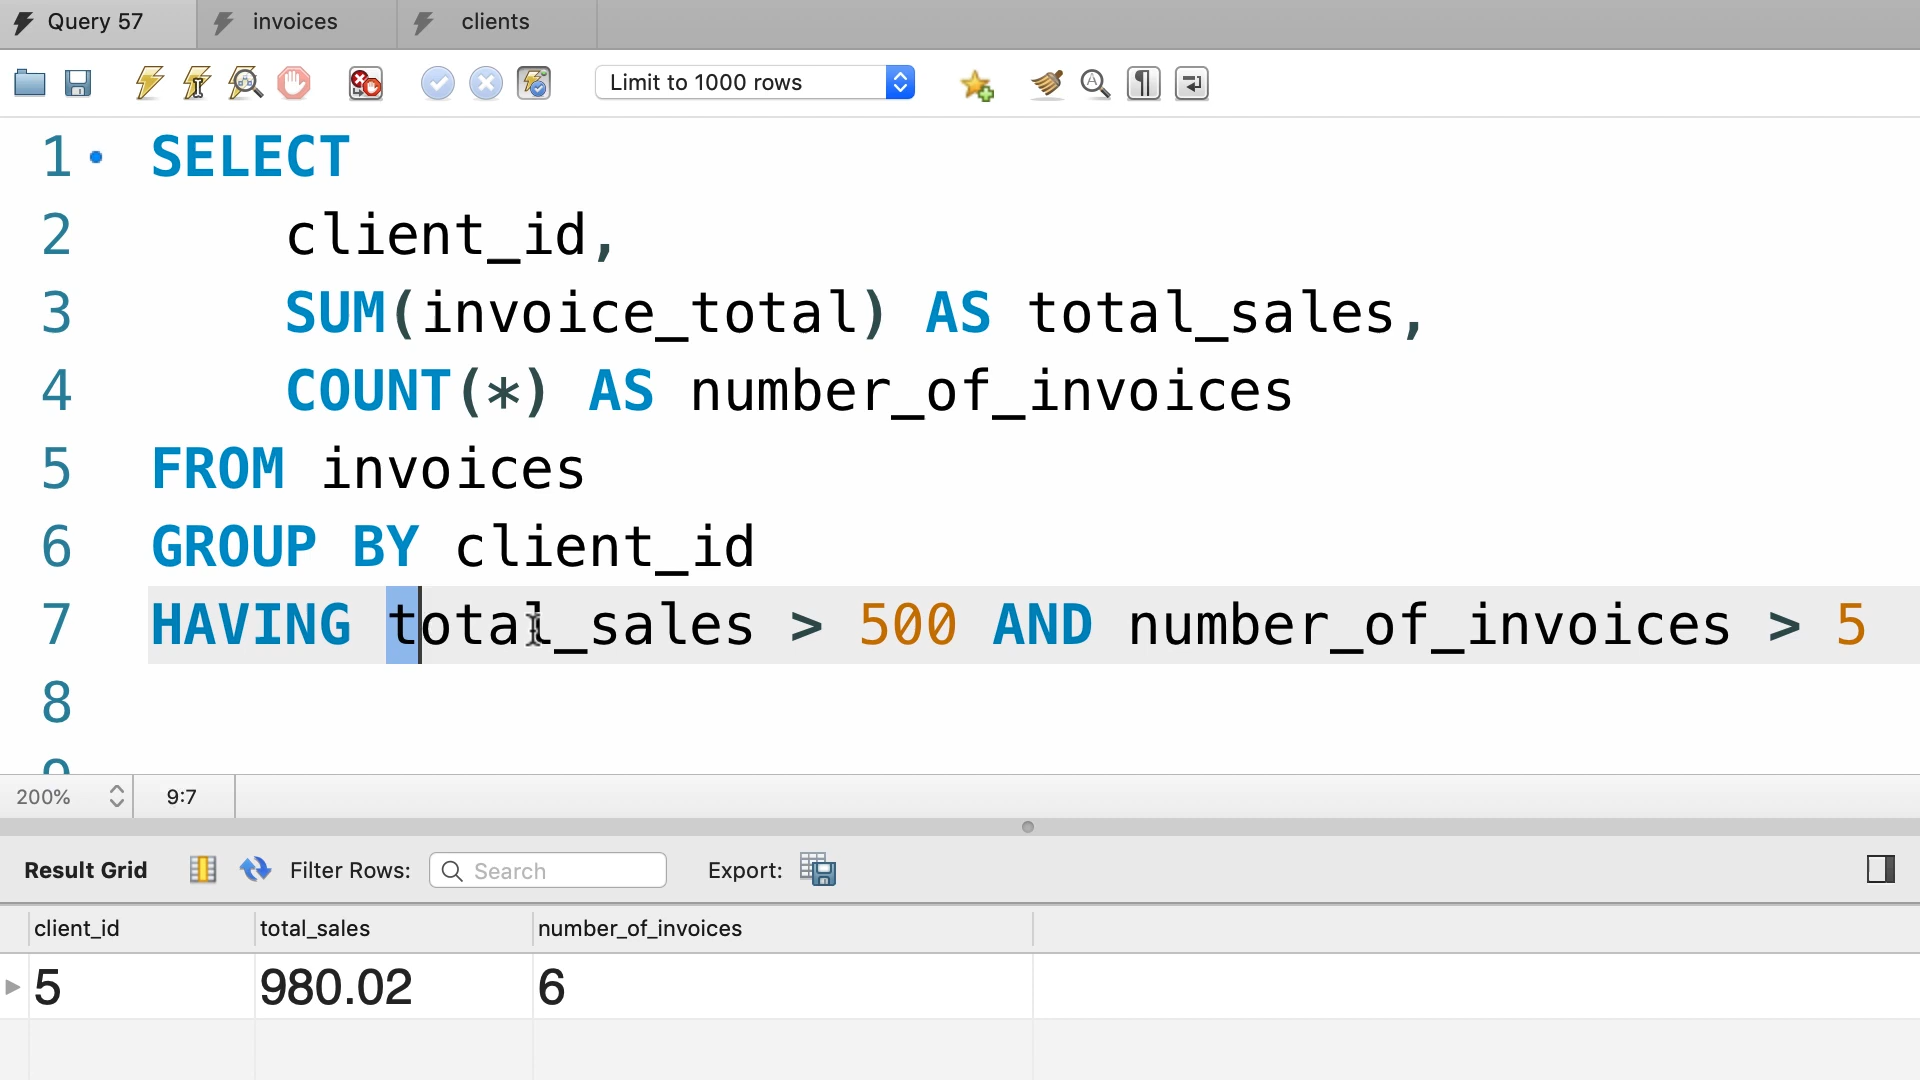 Query 57 invoices clients
Limit to 1000 rows
1 SELECT
2 client_id,
3 SUM(invoice_total) AS total_sales,
4 COUNT(*) AS number_of_invoices
5 FROM invoices
6 GROUP BY client_id
7 HAVING total_sales > 500 AND number_of_invoices > 5
8
9
200% 9:7
Result Grid Filter Rows: Search Export:
client_id total_sales number_of_invoices
5 980.02 6